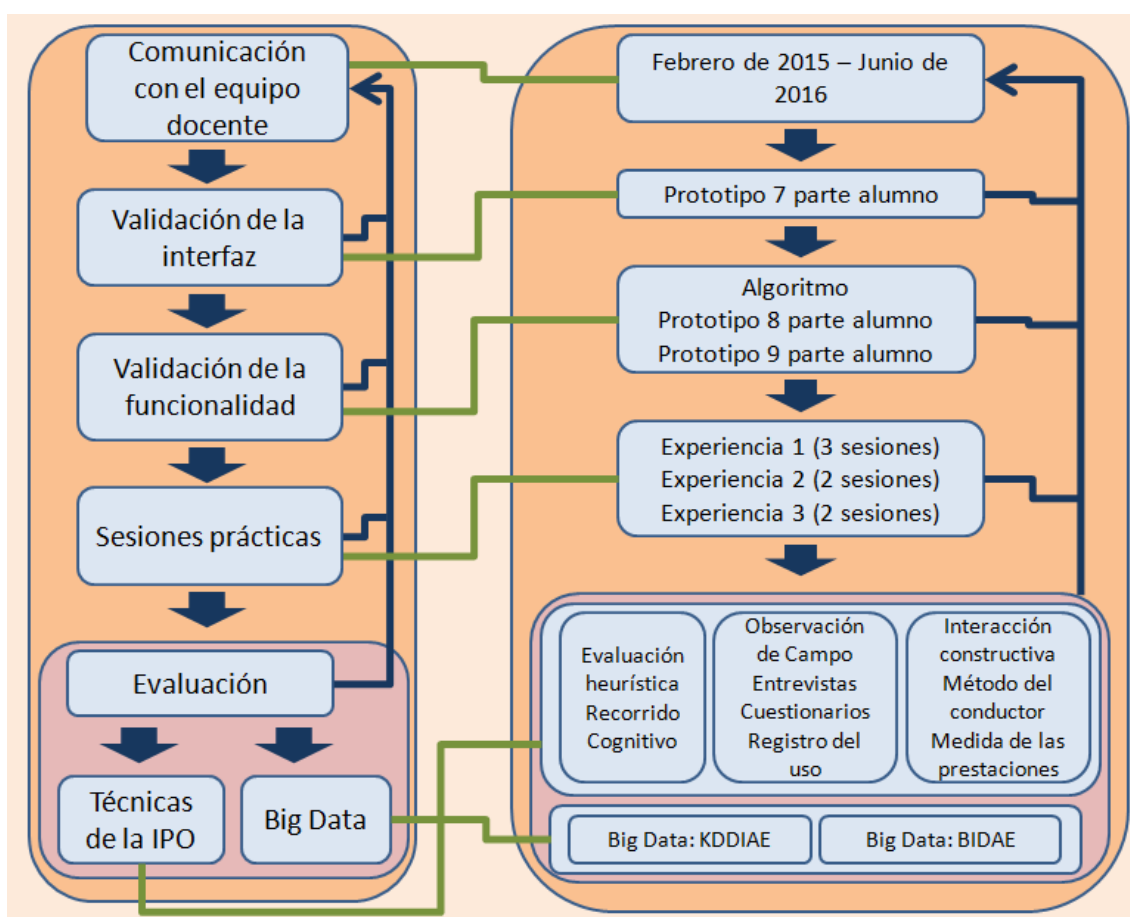 Comunicación
con el equipo
docente
Validación de la
interfaz
Validación de la
funcionalidad
Sesiones prácticas
Evaluación
Técnicas
de la IPO
Big Data
Febrero de 2015 – Junio de
2016
Prototipo 7 parte alumno
Algoritmo
Prototipo 8 parte alumno
Prototipo 9 parte alumno
Experiencia 1 (3 sesiones)
Experiencia 2 (2 sesiones)
Experiencia 3 (2 sesiones)
Evaluación
heurística
Recorrido
Cognitivo
Observación
de Campo
Entrevistas
Cuestionarios
Registro del
uso
Interacción
constructiva
Método del
conductor
Medida de las
prestaciones
Big Data: KDDIAE
Big Data: BIDAE